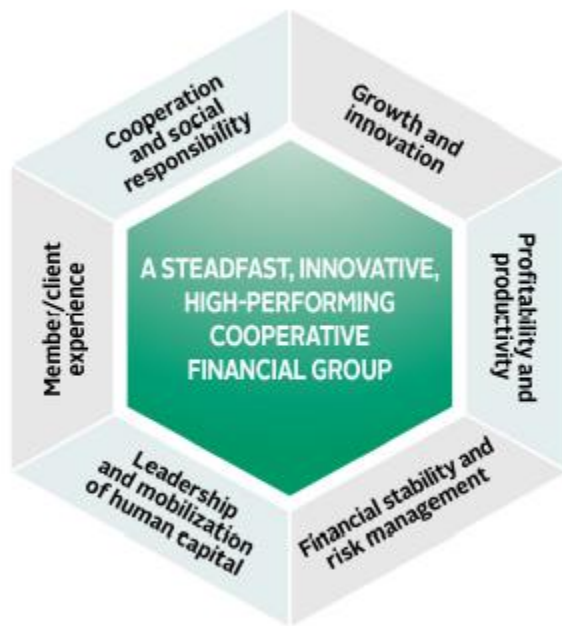 Cooperation
and social
responsibility
Growth and
innovation
Member/client
experience
A STEADFAST, INNOVATIVE,
HIGH-PERFORMING
COOPERATIVE
FINANCIAL GROUP
Profitability and
productivity
Leadership
and mobilization
of human capital
Financial stability and
risk management